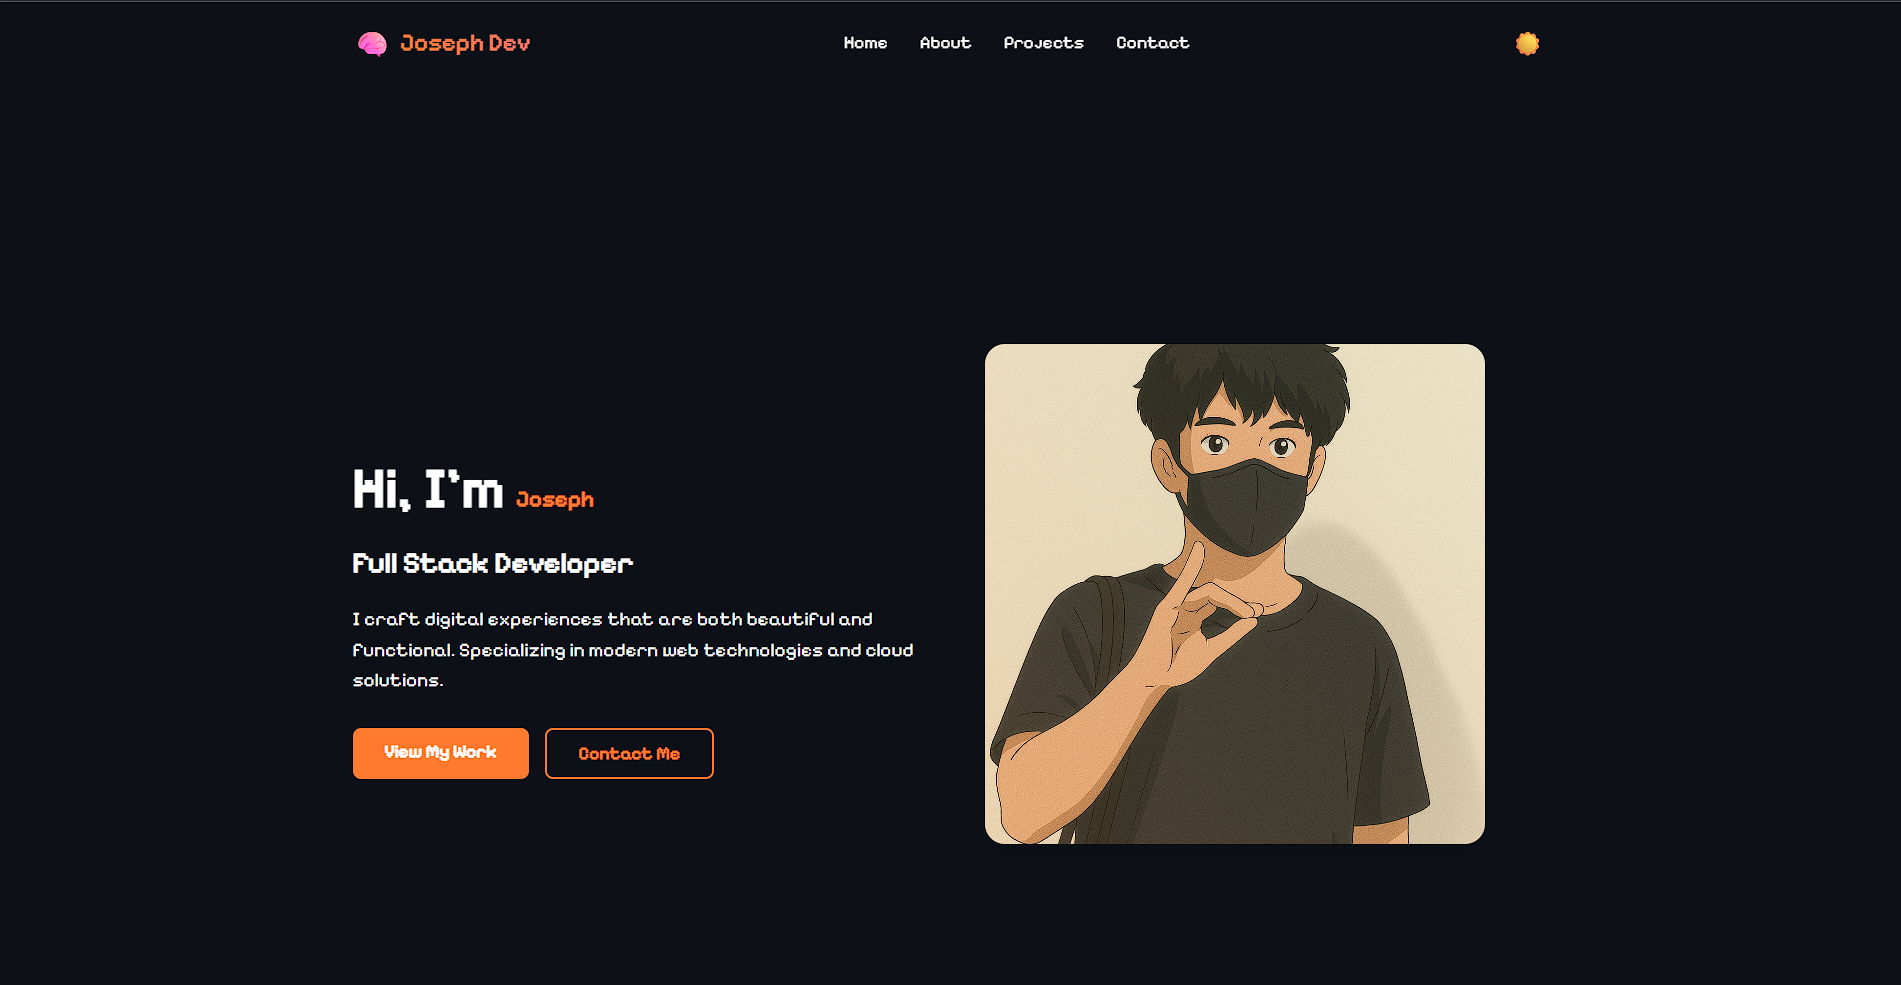 Joseph Dev
Home About Projects Contact
Hi, I'm Joseph
Full Stack Developer
I craft digital experiences that are both beautiful and
functional. Specializing in modern web technologies and cloud
solutions.
View My Work
Contact Me